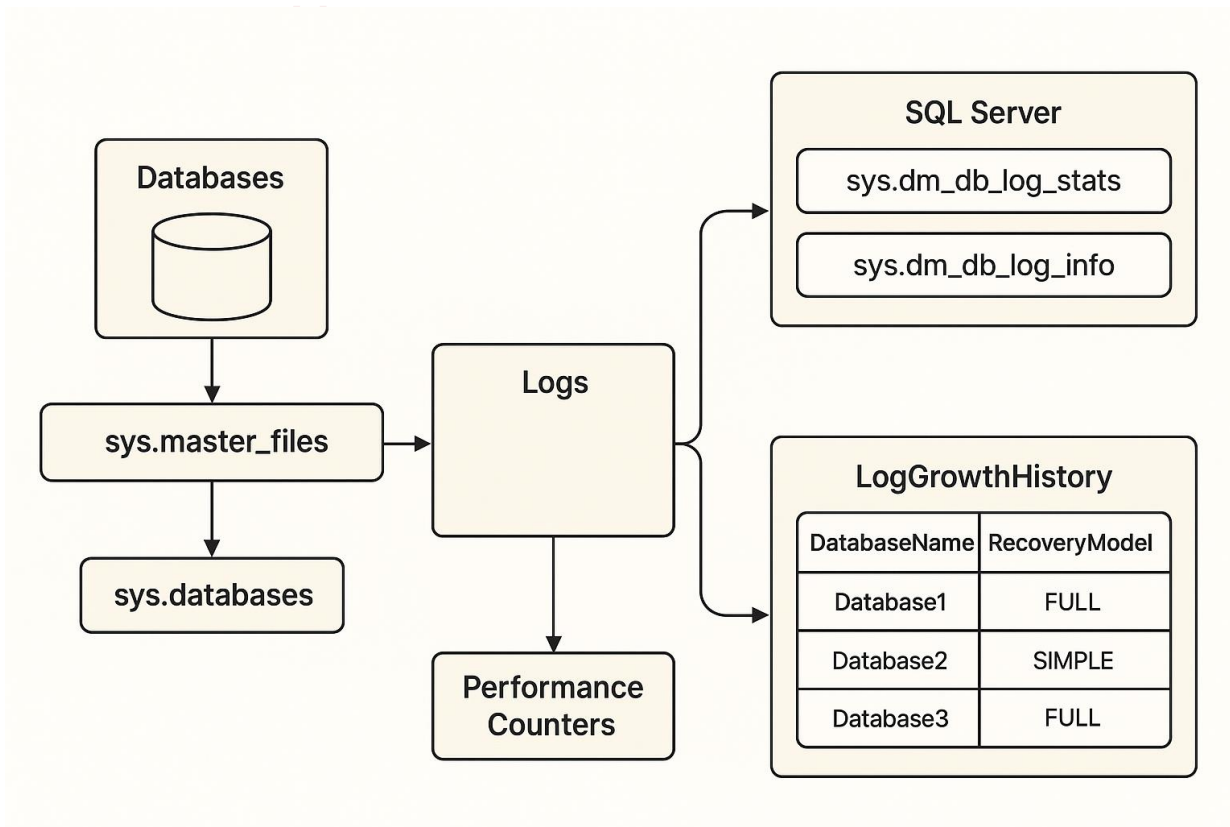 Databases
sys.master_files
sys.databases
Logs
Performance
Counters
SQL Server
sys.dm_db_log_stats
sys.dm_db_log_info
LogGrowthHistory
DatabaseName RecoveryModel
Database1 FULL
Database2 SIMPLE
Database3 FULL